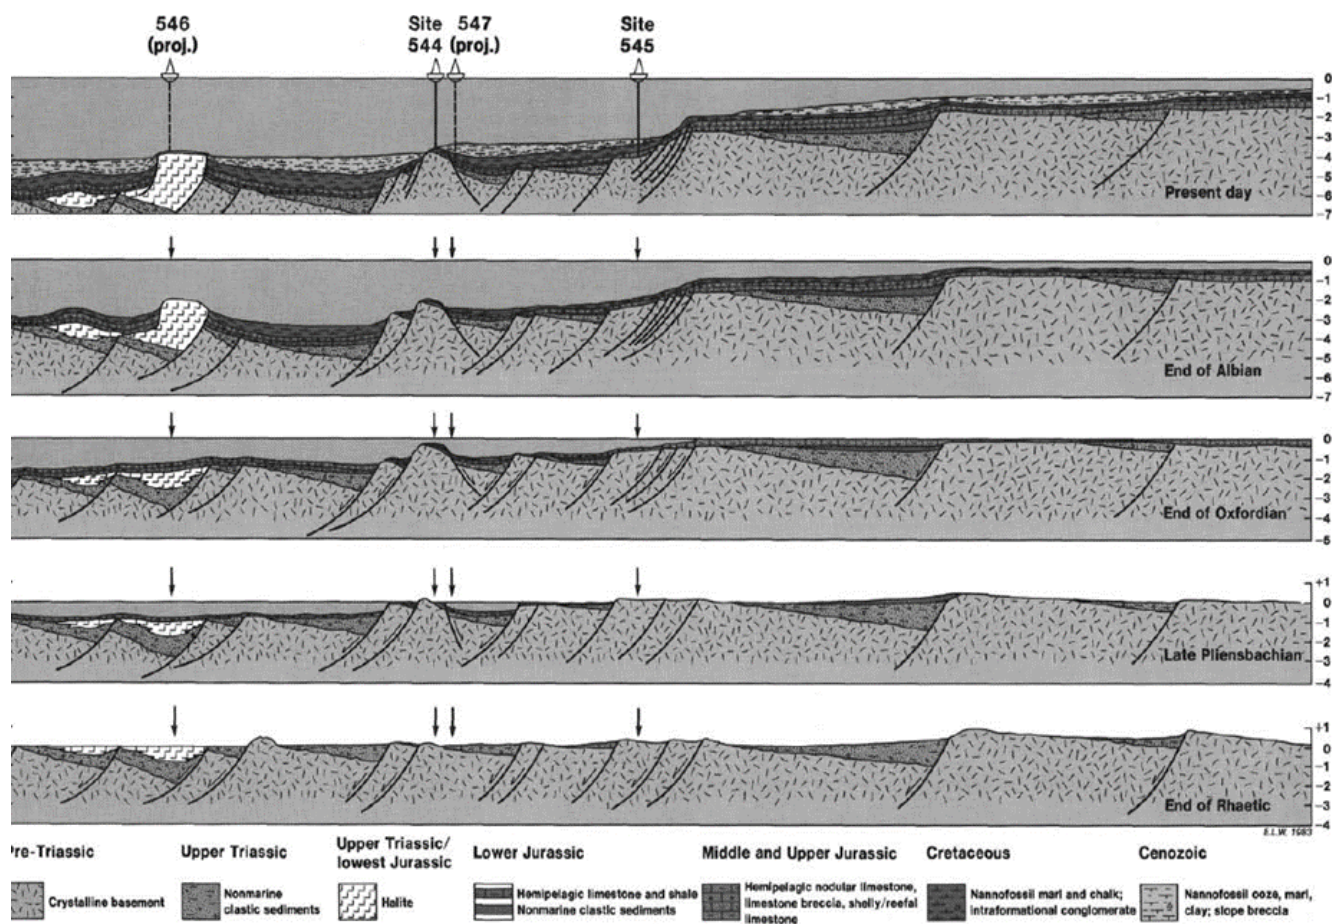 546 Site 547 Site
(proj.) 544 (proj.) 545
0
-1
-2
-3
-4
-5
-6
-7
Present day
0
-1
-2
-3
-4
-5
-6
-7
End of Albian
0
-1
-2
-3
-4
-5
End of Oxfordian
+1
0
-1
-2
-3
-4
Late Pliensbachian
+1
0
-1
-2
-3
-4
End of Rhaetic
E.L.W. 1983
Pre-Triassic
Crystalline basement
Upper Triassic
Nonmarine
clastic sediments
Upper Triassic/
lowest Jurassic
Halite
Lower Jurassic
Hemipelagic limestone and shale
Nonmarine clastic sediments
Middle and Upper Jurassic
Hemipelagic nodular limestone,
limestone breccia, shelly/reefal
limestone
Cretaceous
Nannofossil marl and chalk;
intraformational conglomerate
Cenozoic
Nannofossil ooze, marl,
clay; slope breccia